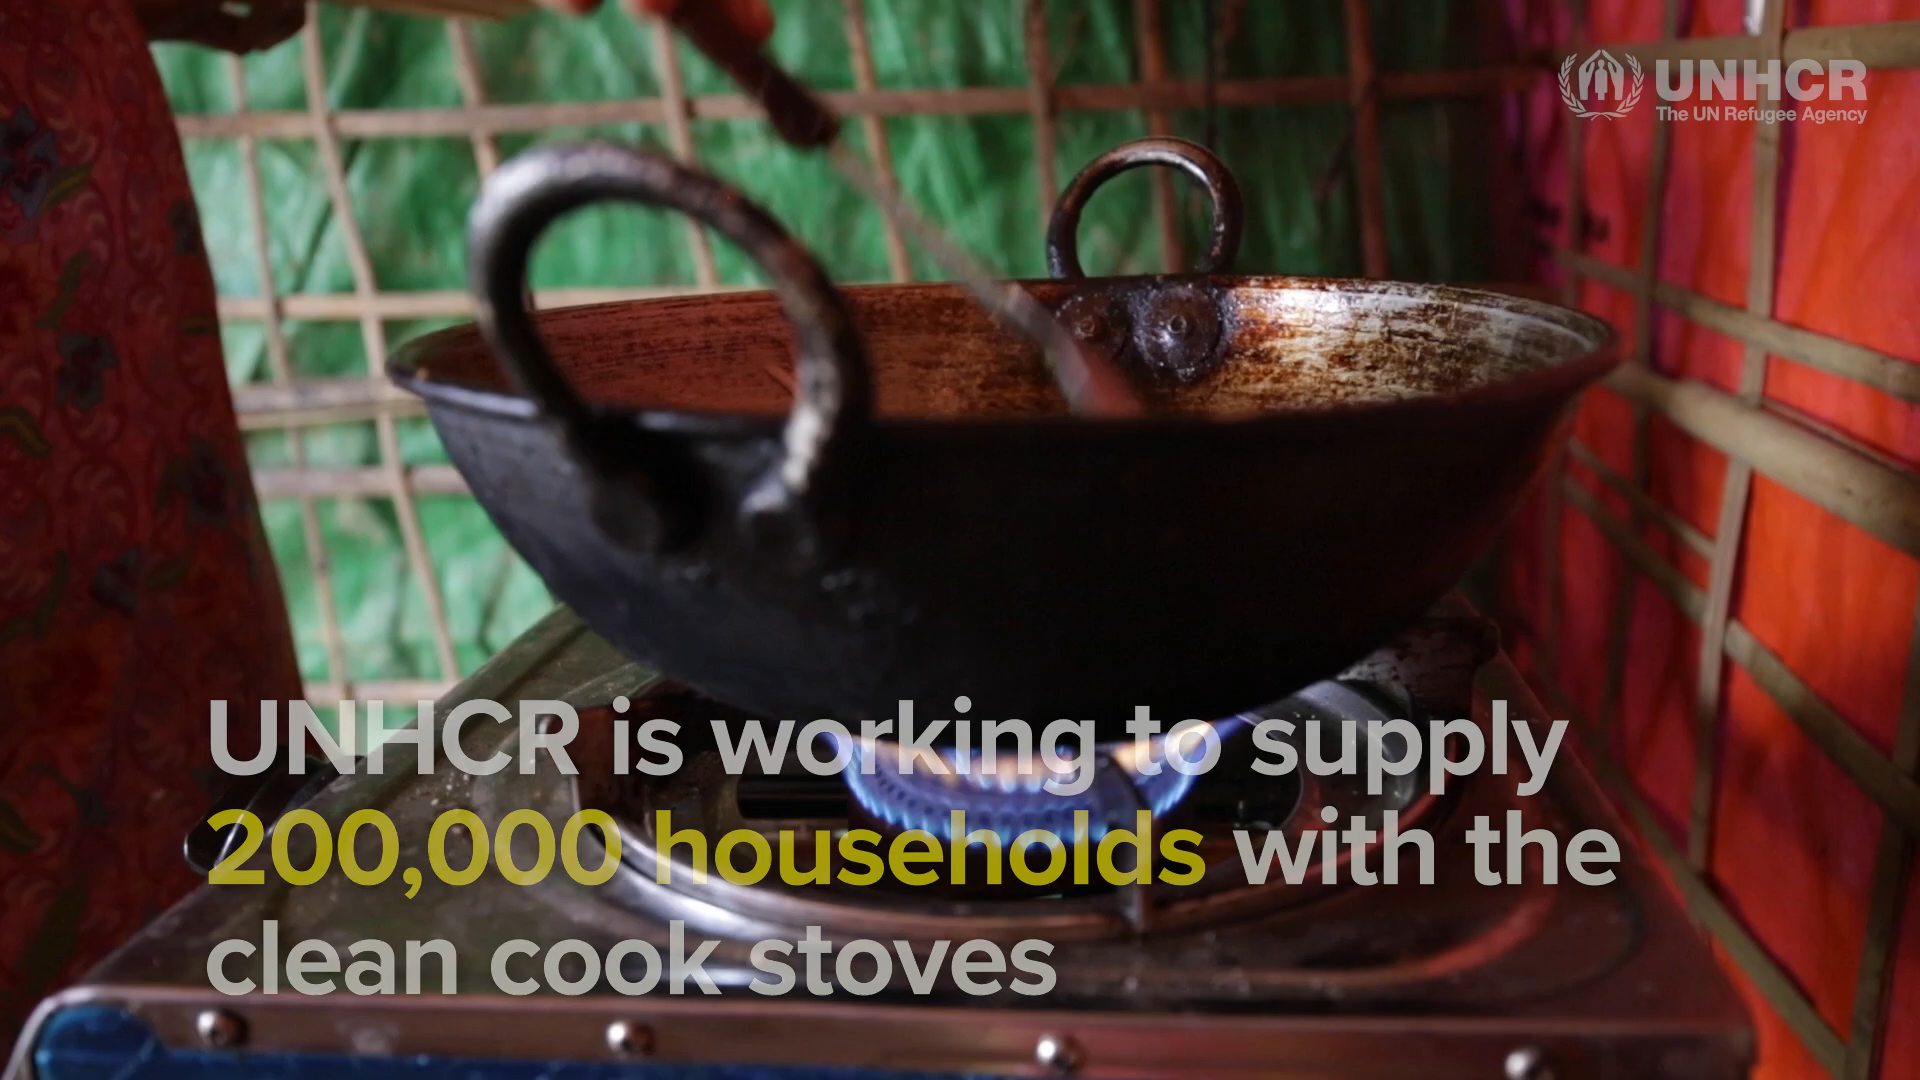 UNHCR
The UN Refugee Agency
UNHCR is working to supply
200,000 households with the
clean cook stoves